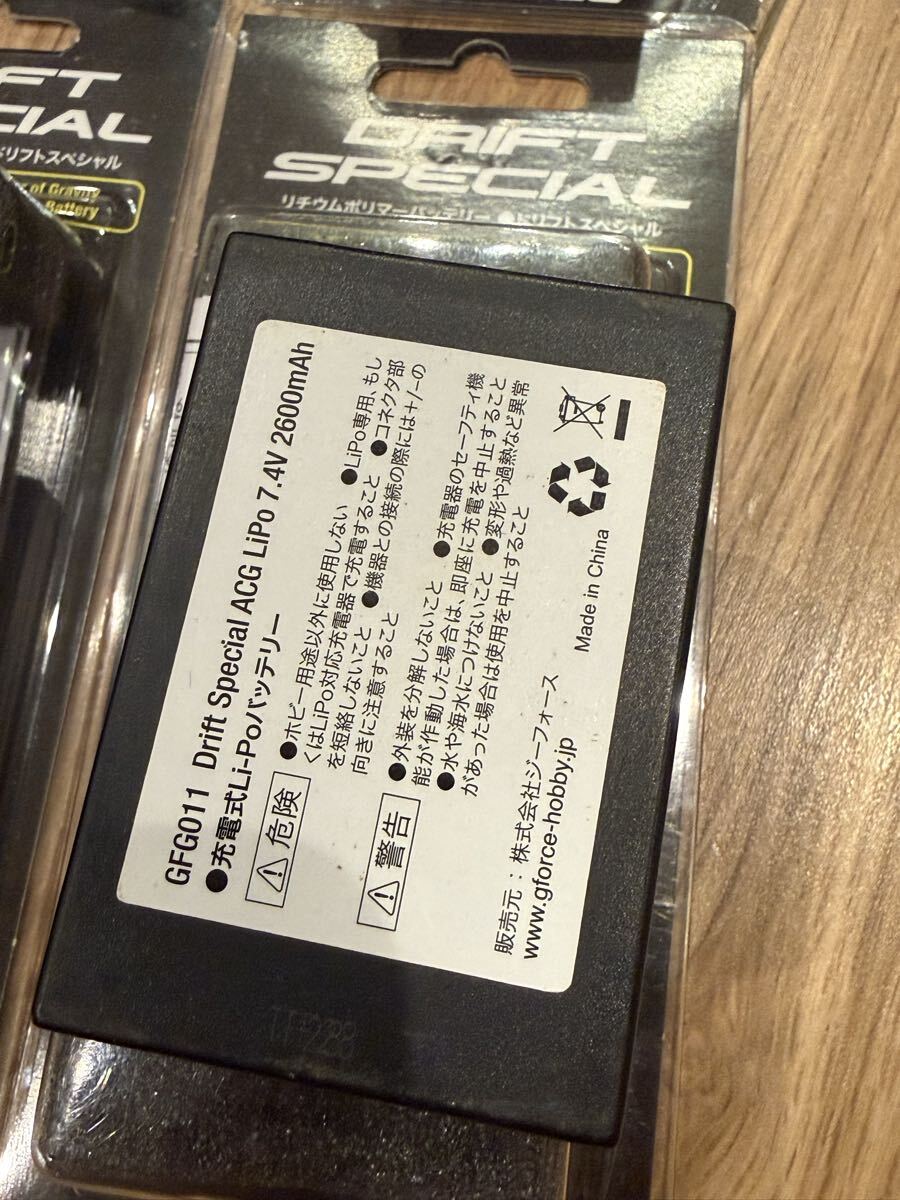 FT
CIAL
ドリフトスペシャル
of Gravity
Battery
DRIFT
SPECIAL
リチウムポリマーバッテリー ●ドリフトスペシャル
GFG011 Drift Special ACG LiPo 7.4V 2600mAh
●充電式Li-Poバッテリー
危険
●ホビー用途以外に使用しない ●LiPo専用、もし
くはLiPo対応充電器で充電すること ●コネクタ部
を短絡しないこと ●機器との接続の際には+/-の
向きに注意すること
警告
●外装を分解しないこと ●充電器のセーフティ機
能が作動した場合は、即座に充電を中止すること
●水や海水につけないこと ●変形や過熱など異常
があった場合は使用を中止すること
販売元：株式会社ジーフォース
www.gforce-hobby.jp
Made in China